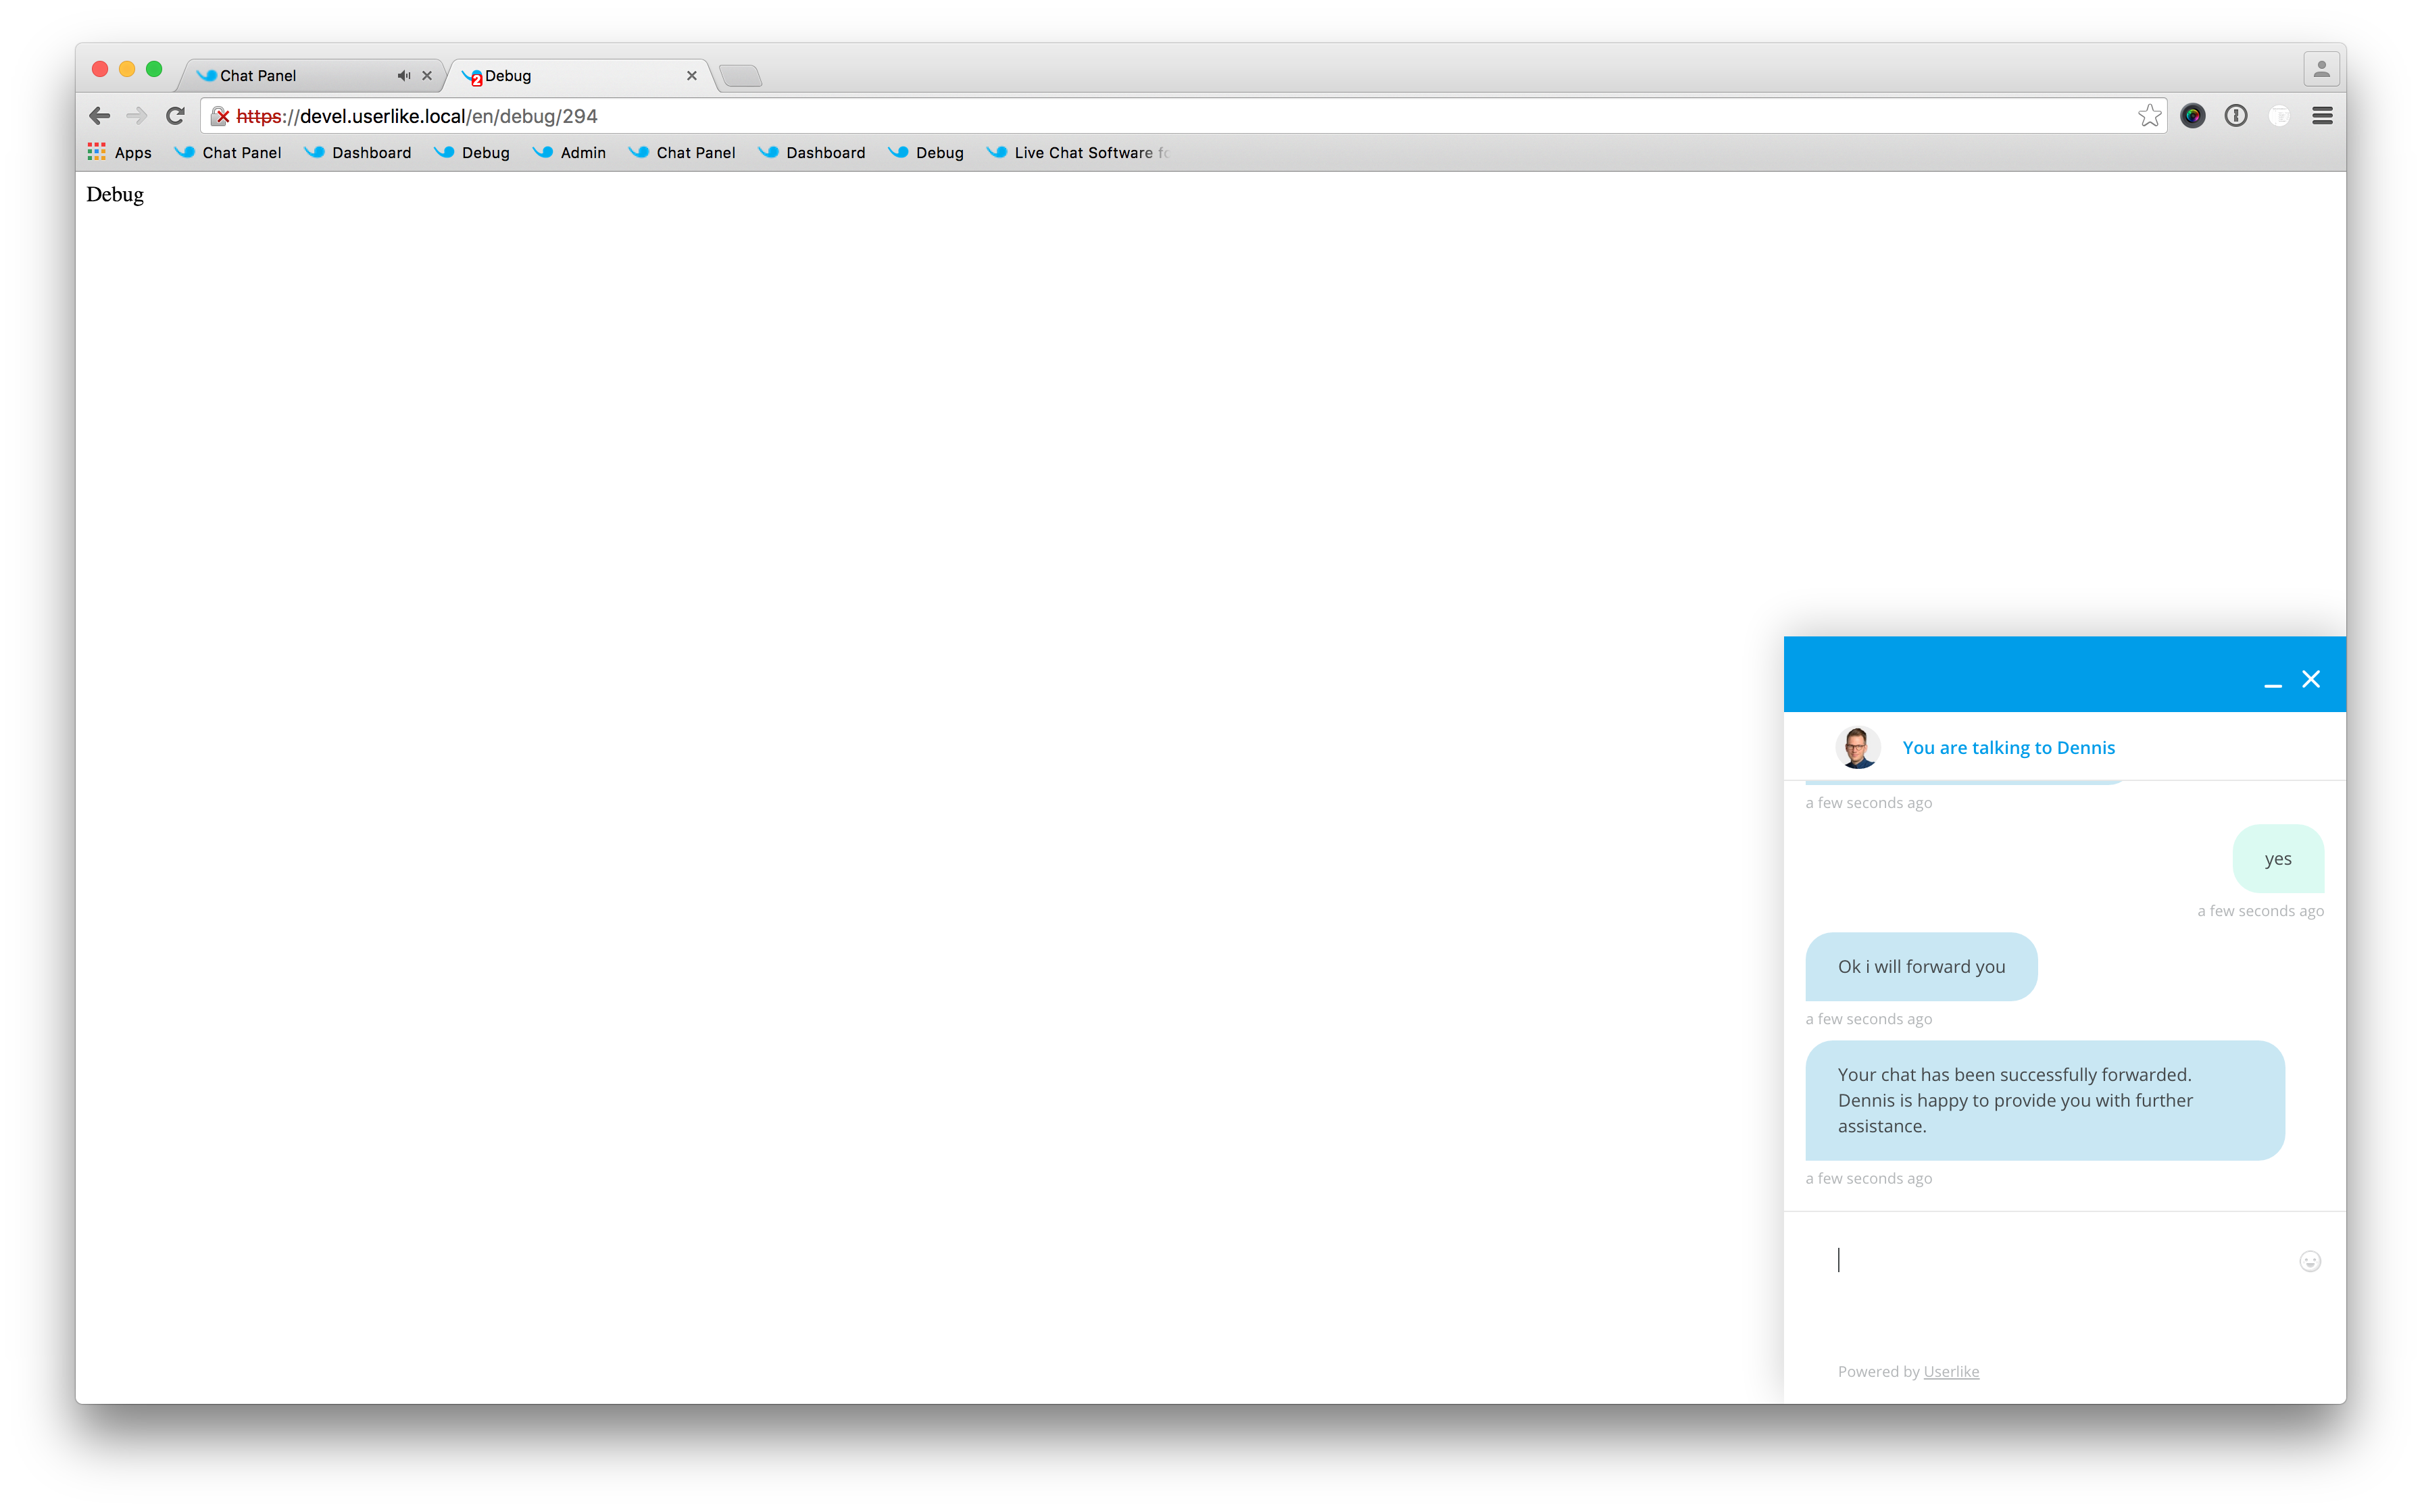 Chat Panel
2 Debug
https://devel.userlike.local/en/debug/294
Apps Chat Panel Dashboard Debug Admin Chat Panel Dashboard Debug Live Chat Software fo
Debug
You are talking to Dennis
a few seconds ago
yes
a few seconds ago
Ok i will forward you
a few seconds ago
Your chat has been successfully forwarded.
Dennis is happy to provide you with further
assistance.
a few seconds ago
Powered by Userlike